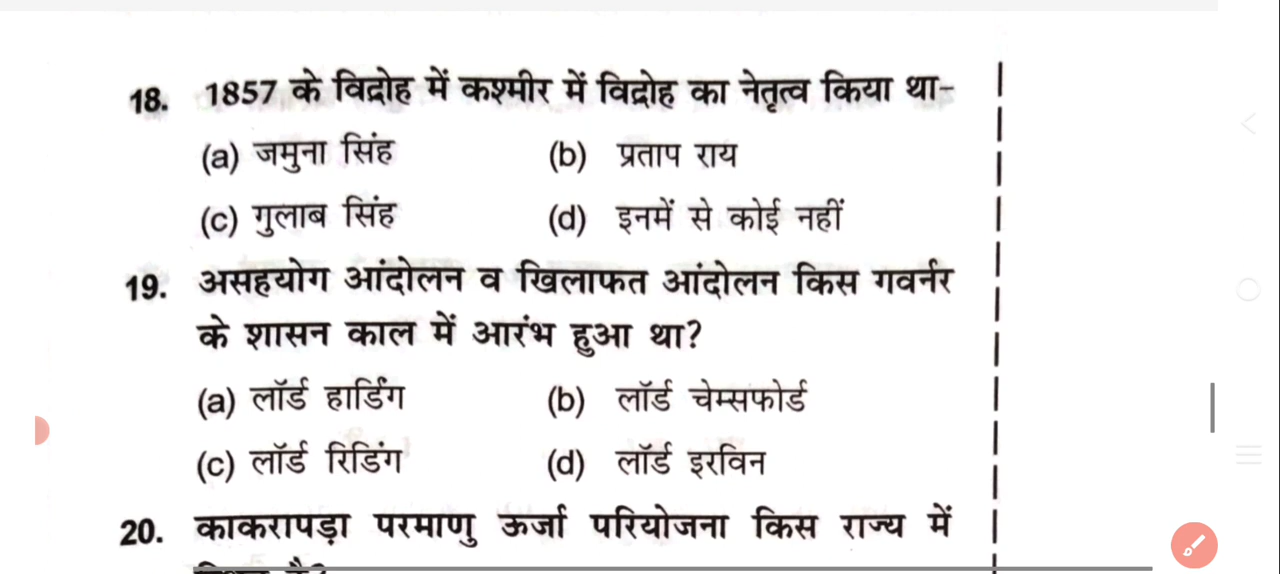 18. 1857 के विद्रोह में कश्मीर में विद्रोह का नेतृत्व किया था-
(a) जमुना सिंह (b) प्रताप राय
(c) गुलाब सिंह (d) इनमें से कोई नहीं
19. असहयोग आंदोलन व खिलाफत आंदोलन किस गवर्नर
के शासन काल में आरंभ हुआ था?
(a) लॉर्ड हार्डिंग (b) लॉर्ड चेम्सफोर्ड
(c) लॉर्ड रिडिंग (d) लॉर्ड इरविन
20. काकरापड़ा परमाणु ऊर्जा परियोजना किस राज्य में